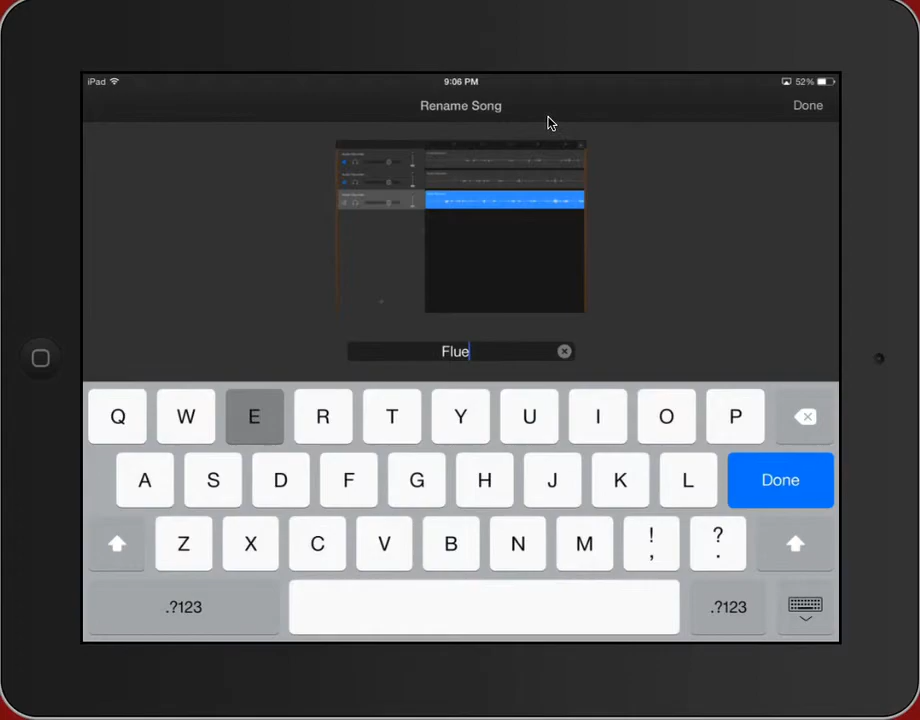 iPad 9:06 PM 52%
Rename Song Done
Flue
Q W E R T Y U I O P
A S D F G H J K L Done
Z X C V B N M ! , ? .
.?123 .?123